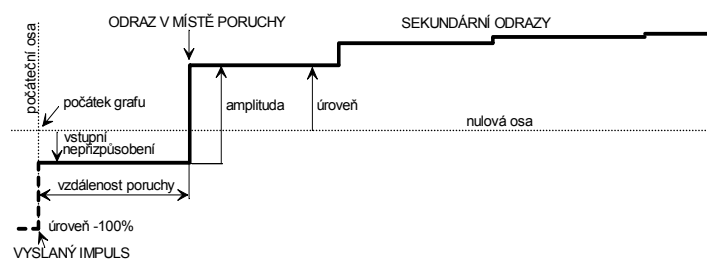 ODRAZ V MÍSTĚ PORUCHY
SEKUNDÁRNÍ ODRAZY
počáteční osa
počátek grafu
amplituda
úroveň
nulová osa
vstupní
nepřizpůsobení
vzdálenost poruchy
úroveň -100%
VYSLANÝ IMPULS